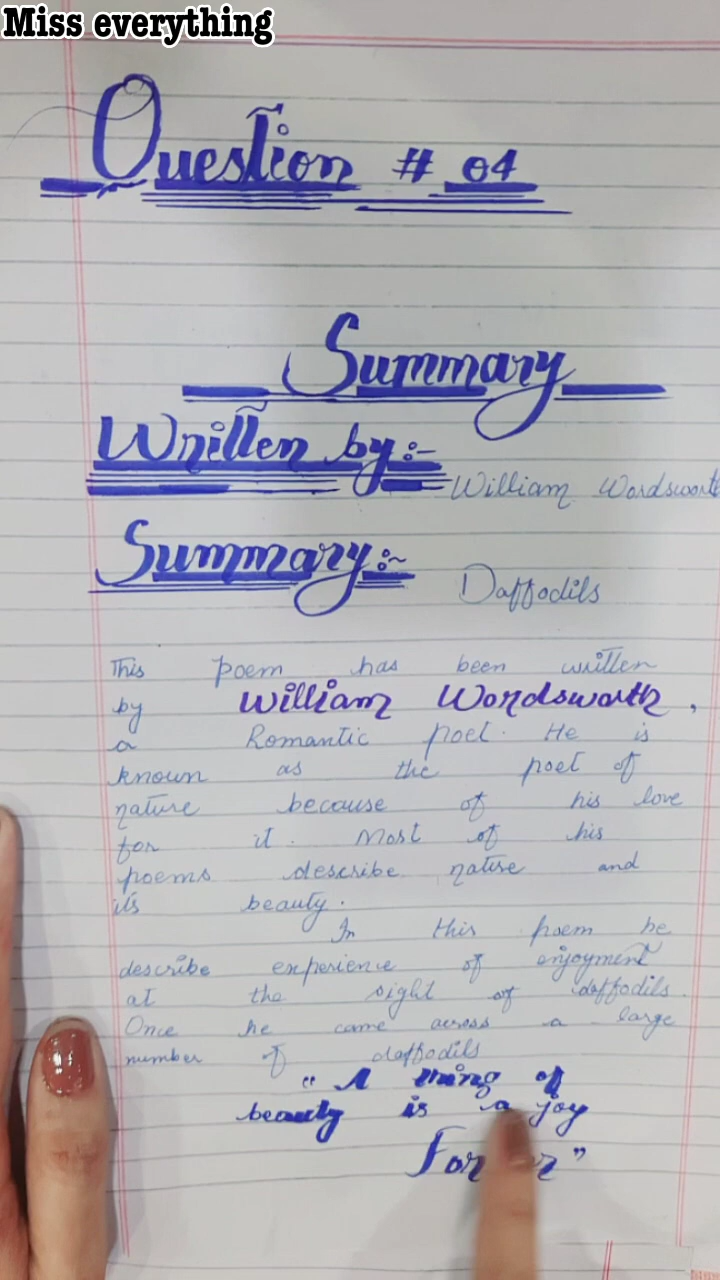 Miss everything
Question # 04
Summary
Written by:-
William Wordsworth
Summary:~
Daffodils
This poem has been written
by William Wordsworth,
a Romantic poet. He is
known as the poet of
nature because of his love
for it. Most of his
poems describe nature and
its beauty.
In this poem he
describe experience of enjoyment
at the sight of daffodils.
Once he came across a large
number of daffodils
"A thing of
beauty is a joy
For"